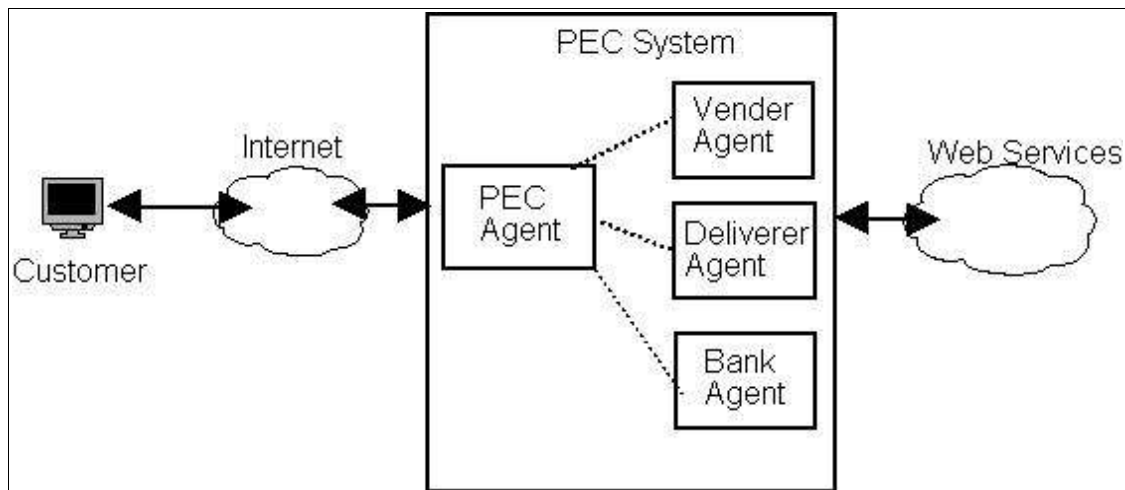 PEC System
Vender
Agent
Internet
Web Services
PEC
Agent
Deliverer
Agent
Customer
Bank
Agent